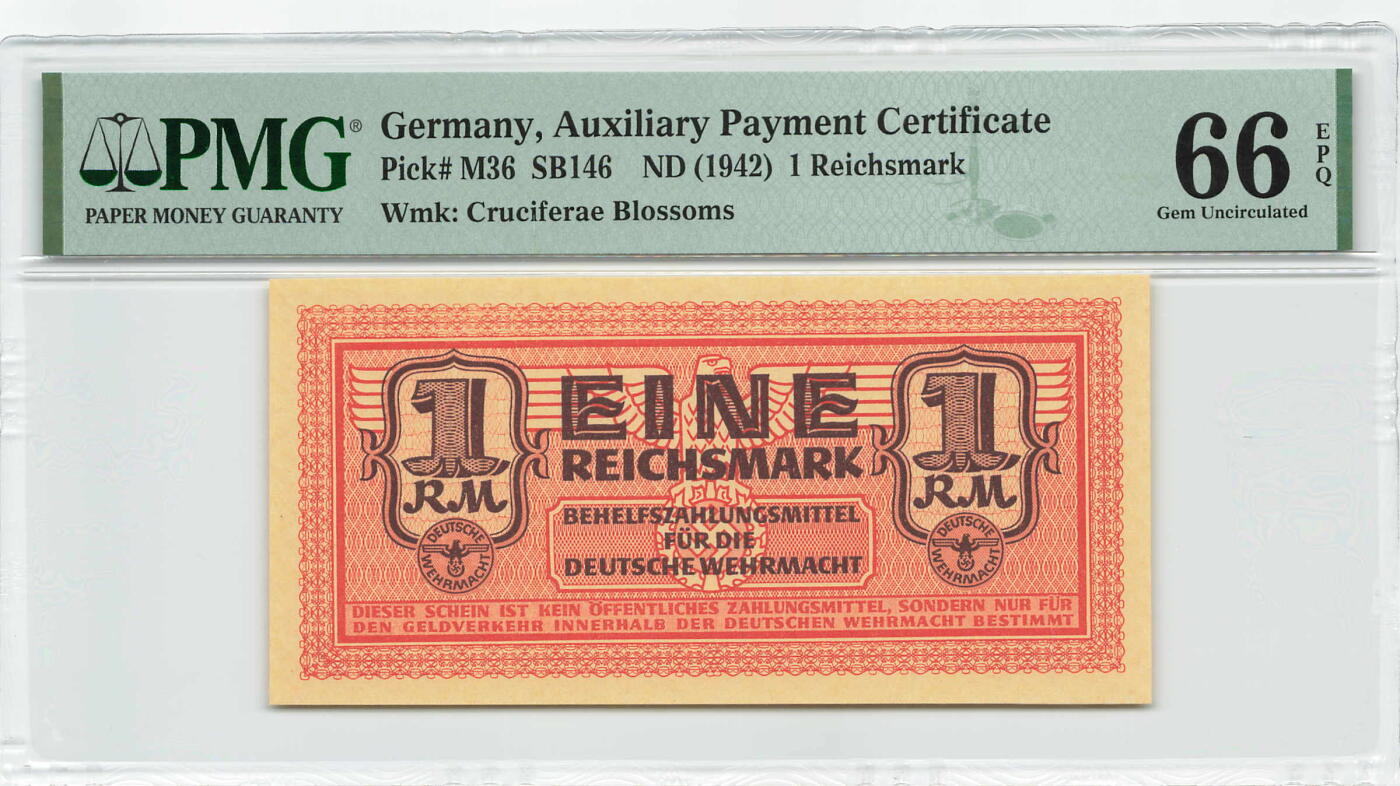 PMG®
PAPER MONEY GUARANTY
Germany, Auxiliary Payment Certificate
Pick# M36 SB146 ND (1942) 1 Reichsmark
Wmk: Cruciferae Blossoms
66
EPQ
Gem Uncirculated
1
RM
DEUTSCHE WEHRMACHT
EINE
REICHSMARK
BEHELFSZAHLUNGSMITTEL
FÜR DIE
DEUTSCHE WEHRMACHT
1
RM
DEUTSCHE WEHRMACHT
DIESER SCHEIN IST KEIN ÖFFENTLICHES ZAHLUNGSMITTEL, SONDERN NUR FÜR
DEN GELDVERKEHR INNERHALB DER DEUTSCHEN WEHRMACHT BESTIMMT